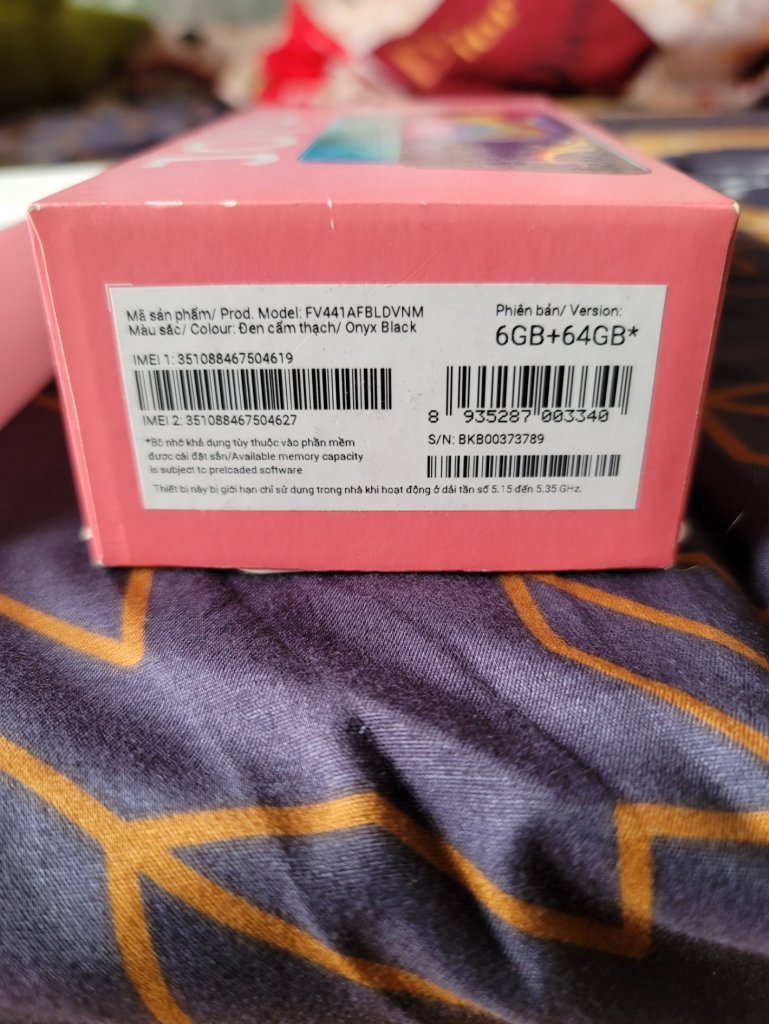 Mã sản phẩm/ Prod. Model: FV441AFBLDVNM
Màu sắc/ Colour: Đen cẩm thạch/ Onyx Black
Phiên bản/ Version:
6GB+64GB*
IMEI 1: 351088467504619
IMEI 2: 351088467504627
8 935287 003340
S/N: BKB00373789
*Bộ nhớ khả dụng tùy thuộc vào phần mềm
được cài đặt sẵn/Available memory capacity
is subject to preloaded software
Thiết bị này bị giới hạn chỉ sử dụng trong nhà khi hoạt động ở dải tần số 5.15 đến 5.35 GHz.